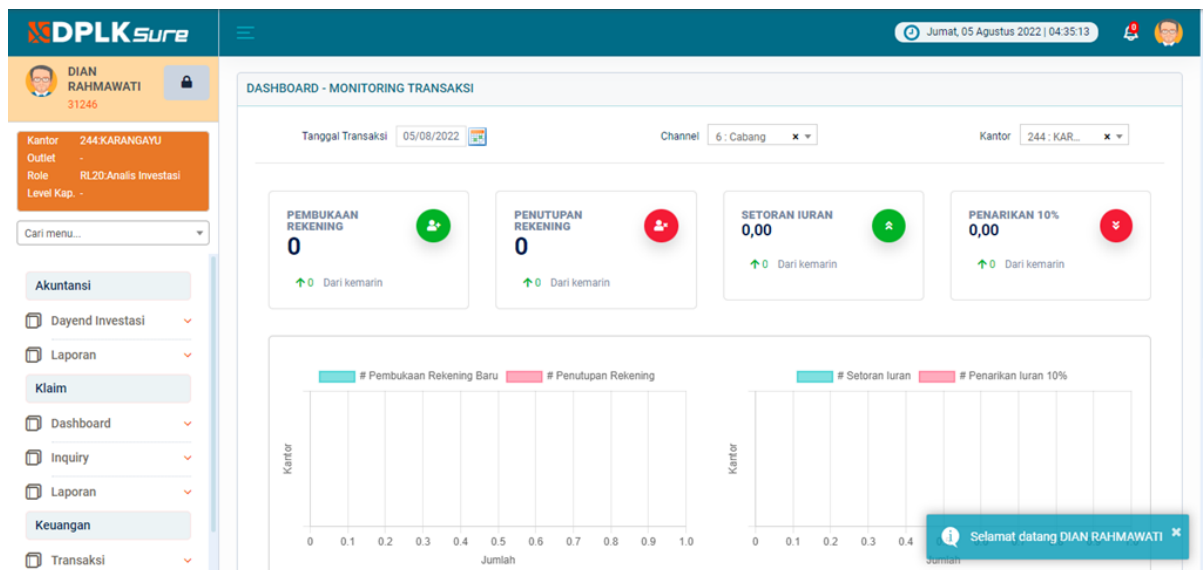 DPLK Sure
Jumat, 05 Agustus 2022 | 04:35:13
0
DIAN
RAHMAWATI
31246
Kantor 244:KARANGAYU
Outlet -
Role RL20:Analis Investasi
Level Kap. -
Cari menu...
Akuntansi
Dayend Investasi
Laporan
Klaim
Dashboard
Inquiry
Laporan
Keuangan
Transaksi
DASHBOARD - MONITORING TRANSAKSI
Tanggal Transaksi 05/08/2022 Channel 6 : Cabang x Kantor 244 : KAR... x
PEMBUKAAN
REKENING
0
0 Dari kemarin
PENUTUPAN
REKENING
0
0 Dari kemarin
SETORAN IURAN
0,00
0 Dari kemarin
PENARIKAN 10%
0,00
0 Dari kemarin
# Pembukaan Rekening Baru # Penutupan Rekening
Kantor
0 0.1 0.2 0.3 0.4 0.5 0.6 0.7 0.8 0.9 1.0
Jumlah
# Setoran Iuran # Penarikan Iuran 10%
Kantor
0 0.1 0.2 0.3 0.4
Jumlah
Selamat datang DIAN RAHMAWATI ×